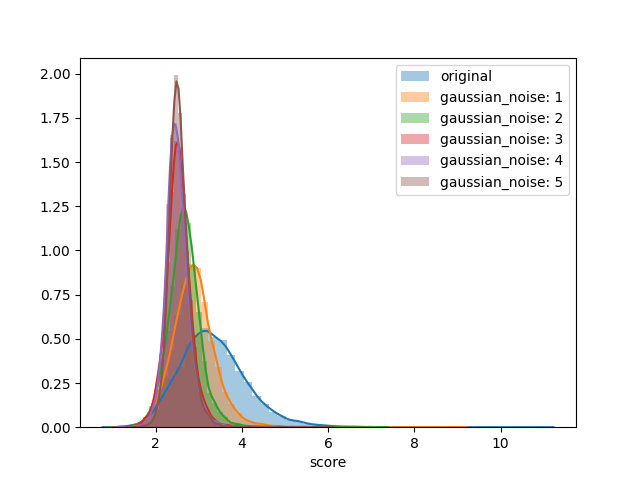 2.00
1.75
1.50
1.25
1.00
0.75
0.50
0.25
0.00
original
gaussian_noise: 1
gaussian_noise: 2
gaussian_noise: 3
gaussian_noise: 4
gaussian_noise: 5
2 4 6 8 10
score